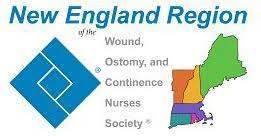 New England Region
of the
Wound,
Ostomy, and
Continence
Nurses
Society ®
®